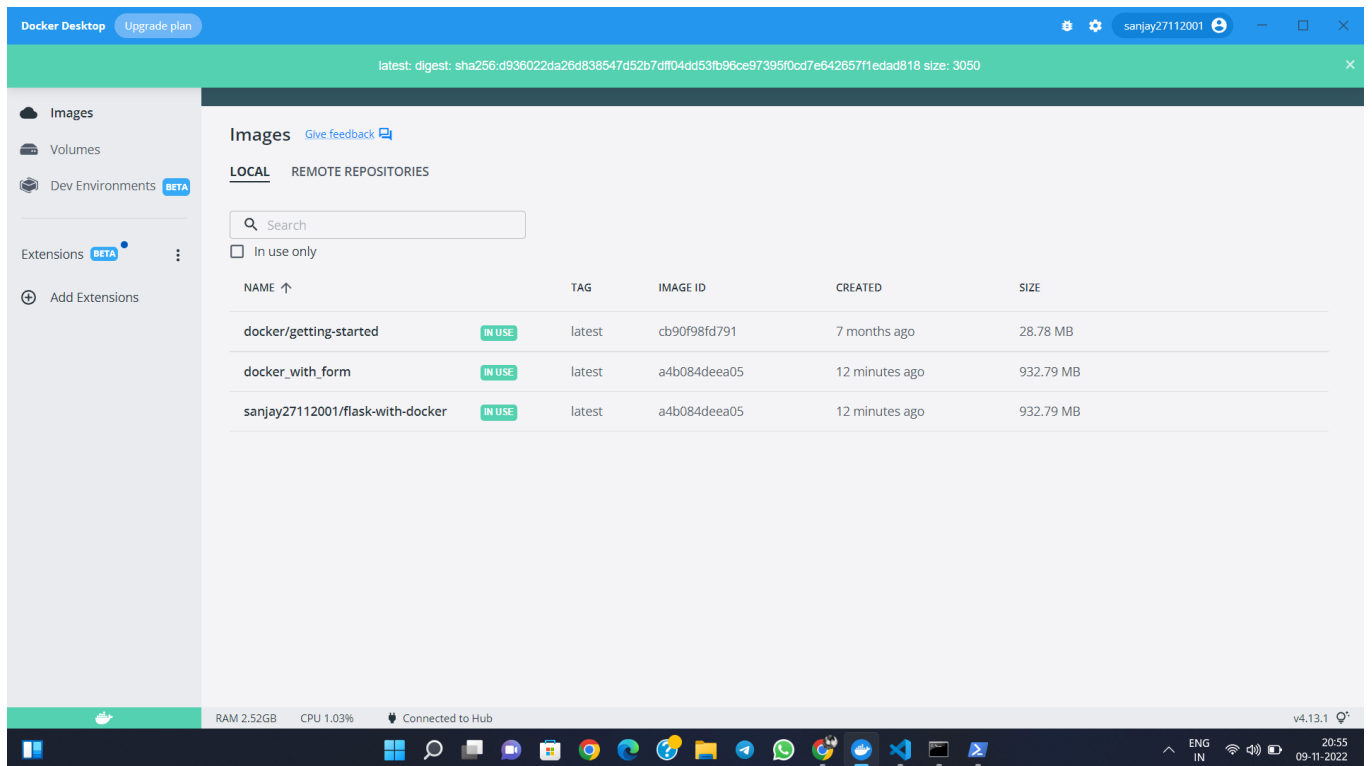 Docker Desktop Upgrade plan sanjay27112001
latest: digest: sha256:d936022da26d838547d52b7dff04dd53fb96ce97395f0cd7e642657f1edad818 size: 3050
Images
Volumes
Dev Environments BETA
Extensions BETA
Add Extensions
Images Give feedback
LOCAL REMOTE REPOSITORIES
Search
In use only
NAME TAG IMAGE ID CREATED SIZE
docker/getting-started IN USE latest cb90f98fd791 7 months ago 28.78 MB
docker_with_form IN USE latest a4b084deea05 12 minutes ago 932.79 MB
sanjay27112001/flask-with-docker IN USE latest a4b084deea05 12 minutes ago 932.79 MB
RAM 2.52GB CPU 1.03% Connected to Hub v4.13.1
ENG 20:55
IN 09-11-2022